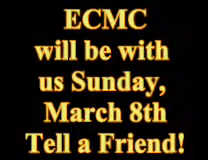 ECMC
will be with
us Sunday,
March 8th
Tell a Friend!